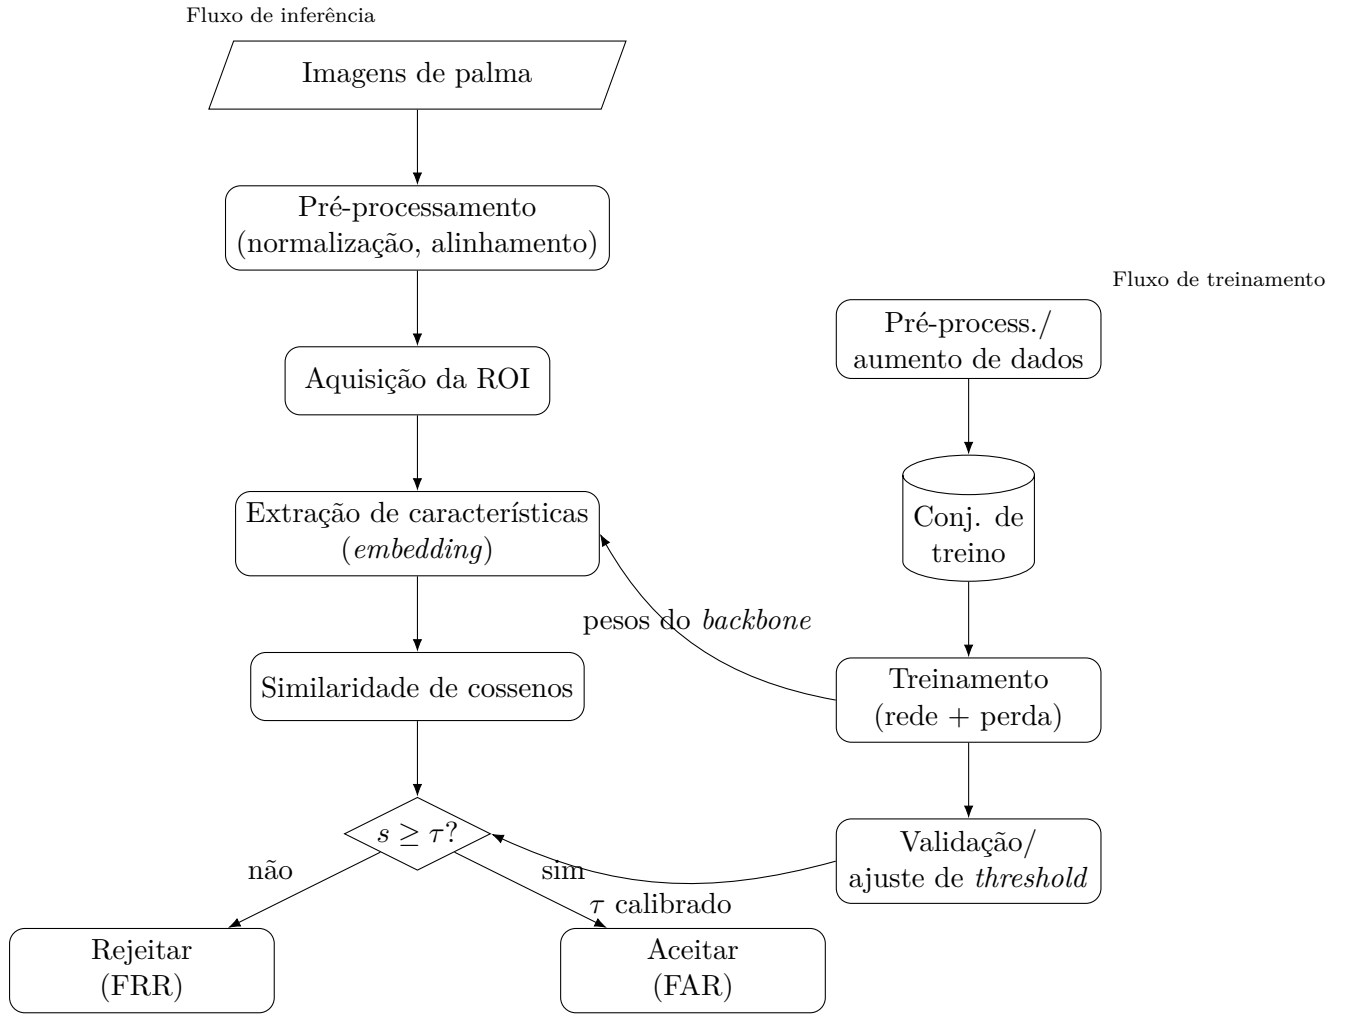 Fluxo de inferência
Imagens de palma
Pré-processamento
(normalização, alinhamento)
Aquisição da ROI
Extração de características
(embedding)
Similaridade de cossenos
s ≥ τ?
não
sim
Rejeitar
(FRR)
Aceitar
(FAR)
Fluxo de treinamento
Pré-process./
aumento de dados
Conj. de
treino
Treinamento
(rede + perda)
pesos do backbone
Validação/
ajuste de threshold
τ calibrado